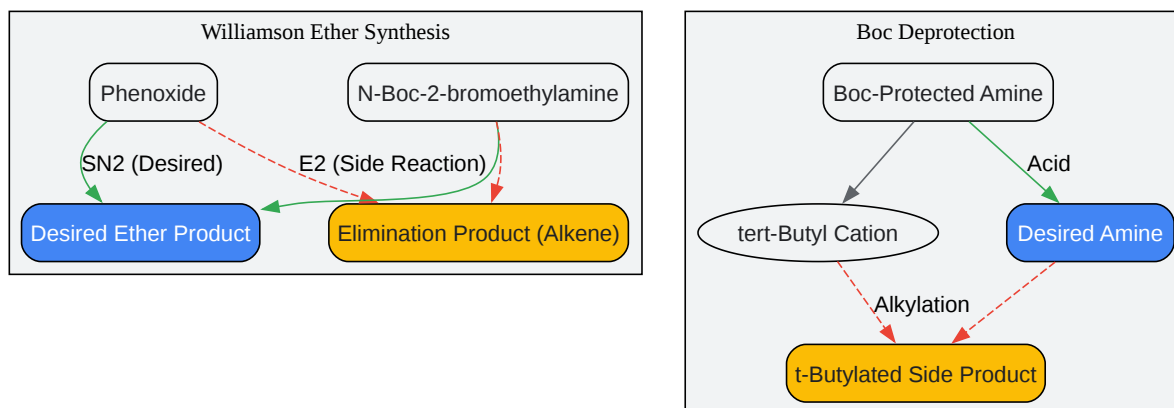 Williamson Ether Synthesis
Phenoxide
N-Boc-2-bromoethylamine
SN2 (Desired)
E2 (Side Reaction)
Desired Ether Product
Elimination Product (Alkene)
Boc Deprotection
Boc-Protected Amine
Acid
tert-Butyl Cation
Desired Amine
Alkylation
t-Butylated Side Product